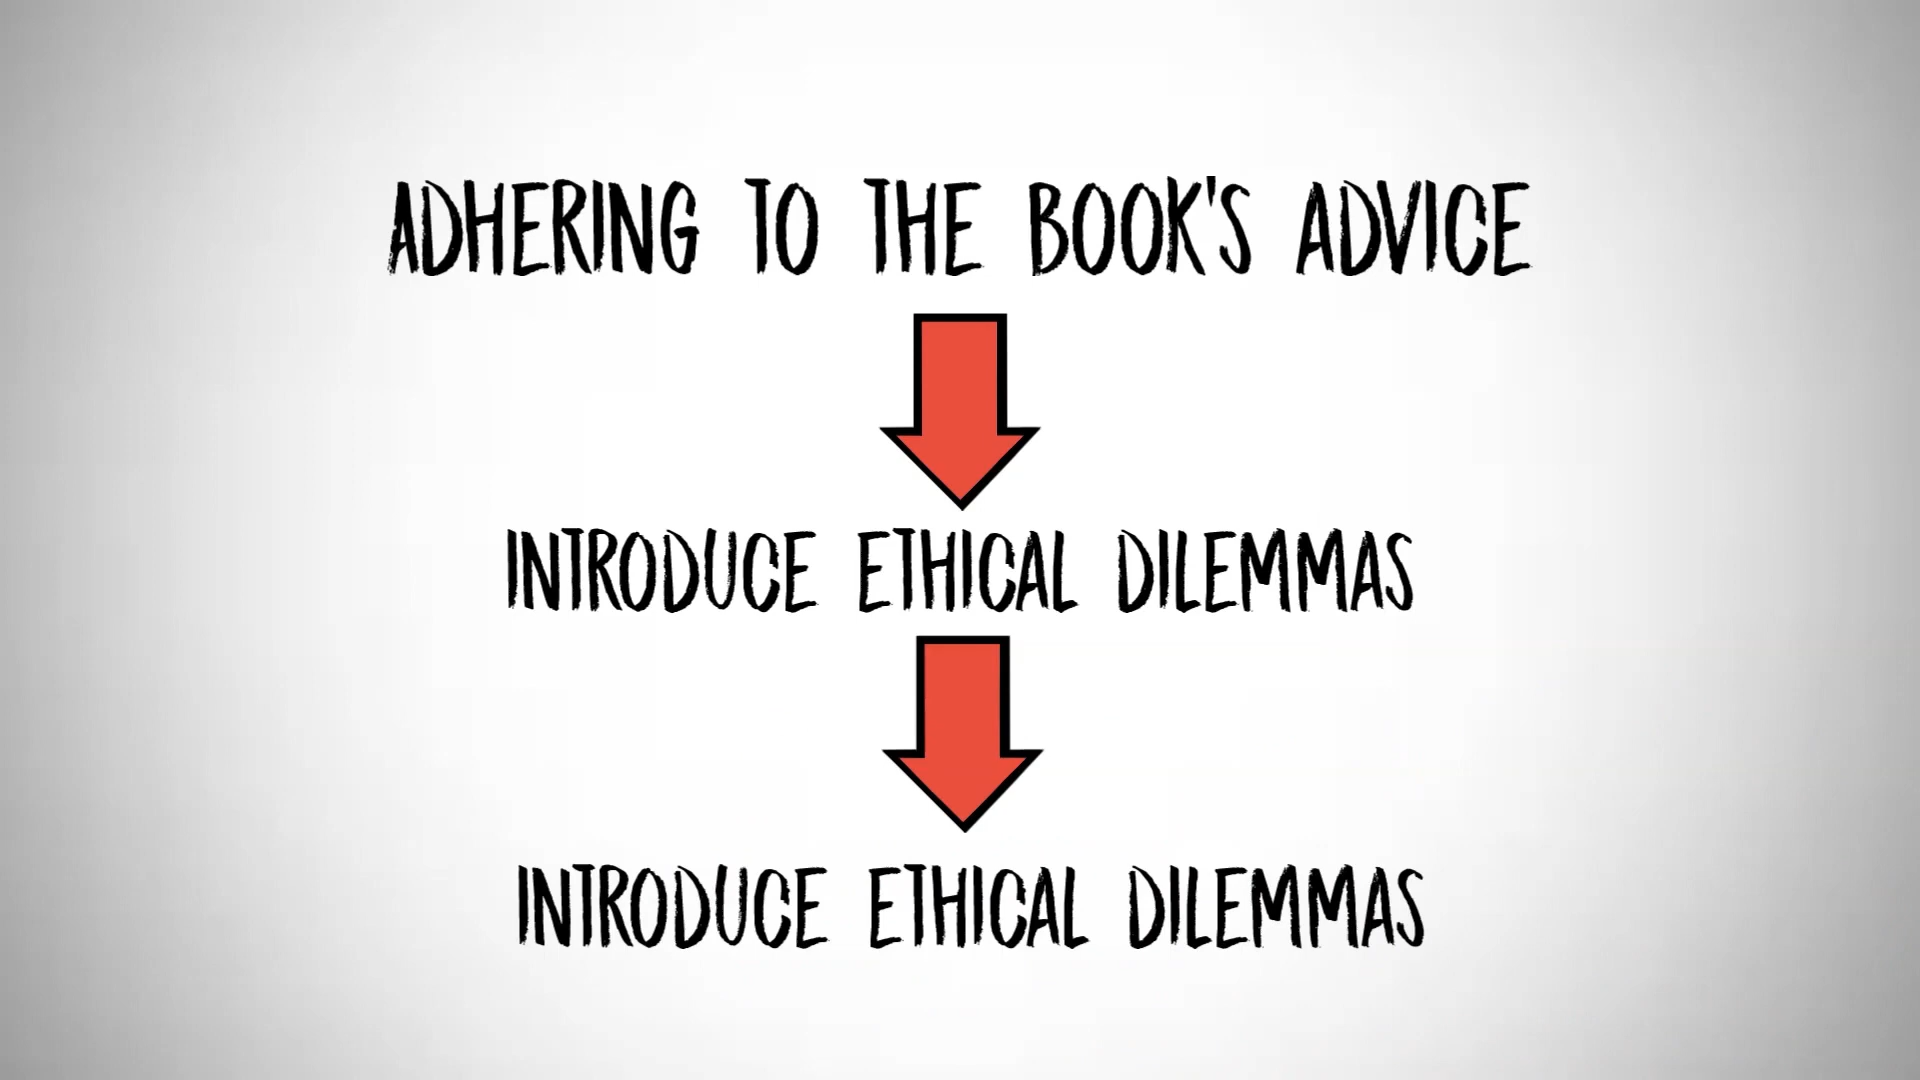 ADHERING TO THE BOOK'S ADVICE
INTRODUCE ETHICAL DILEMMAS
INTRODUCE ETHICAL DILEMMAS